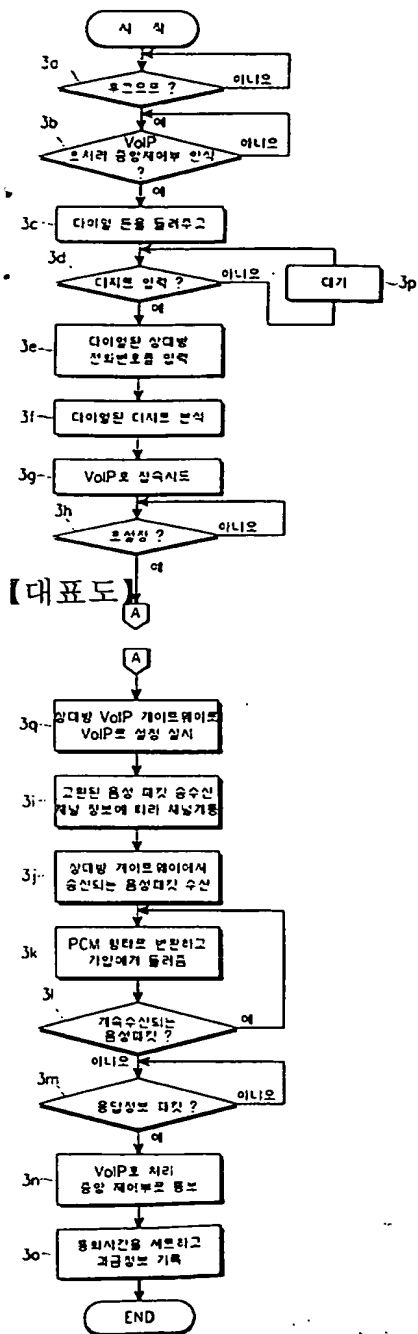 시 작
3a
후크오프 ?
아니오
예
3b
VoIP
호처리 중앙제어부 인식
?
아니오
예
3c
다이얼 톤을 들려주고
3d
디지트 입력 ?
아니오
대기
3p
예
3e
다이얼된 상대방
전화번호를 입력
3f
다이얼된 디지트 분석
3g
VoIP호 접속시도
3h
호설정 ?
아니오
예
【대표도】
A
A
3q
상대방 VoIP 게이트웨이로
VoIP호 설정 실시
3i
교환된 음성 패킷 송수신
채널 정보에 따라 채널기동
3j
상대방 게이트웨이에서
송신되는 음성패킷 수신
3k
PCM 형태로 변환하고
가입에게 들려줌
3l
계속수신되는
음성패킷 ?
예
아니오
3m
응답정보 패킷 ?
아니오
예
3n
VoIP호 처리
중앙 제어부로 통보
3o
통화시간을 세트하고
과금정보 기록
END